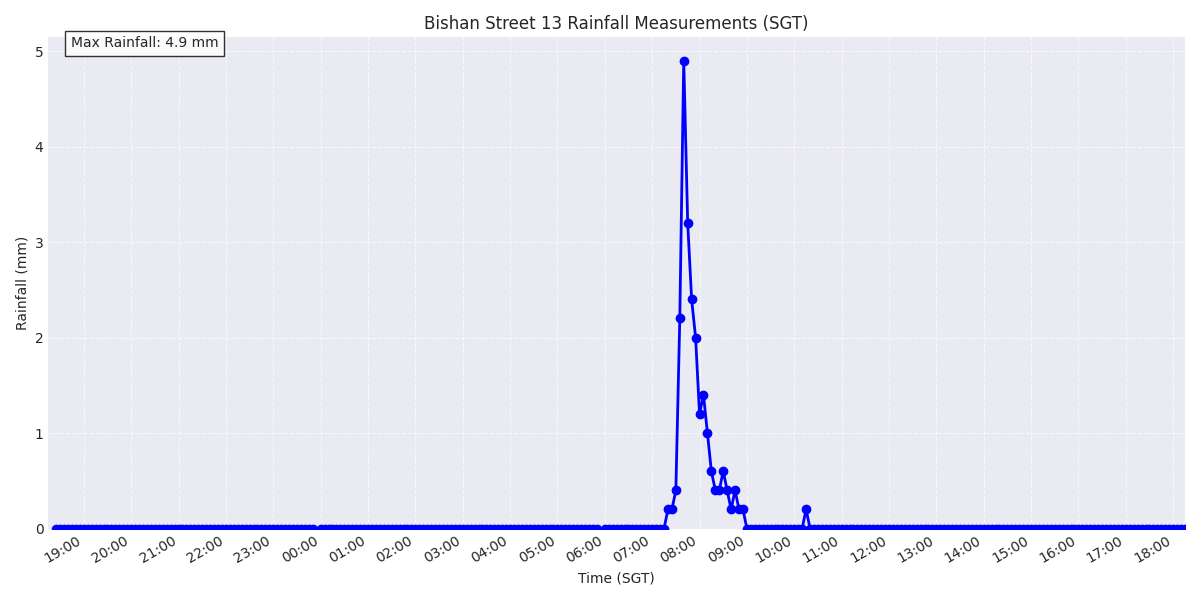 Bishan Street 13 Rainfall Measurements (SGT)
Max Rainfall: 4.9 mm
5
4
3
2
1
0
Rainfall (mm)
19:00 20:00 21:00 22:00 23:00 00:00 01:00 02:00 03:00 04:00 05:00 06:00 07:00 08:00 09:00 10:00 11:00 12:00 13:00 14:00 15:00 16:00 17:00 18:00
Time (SGT)